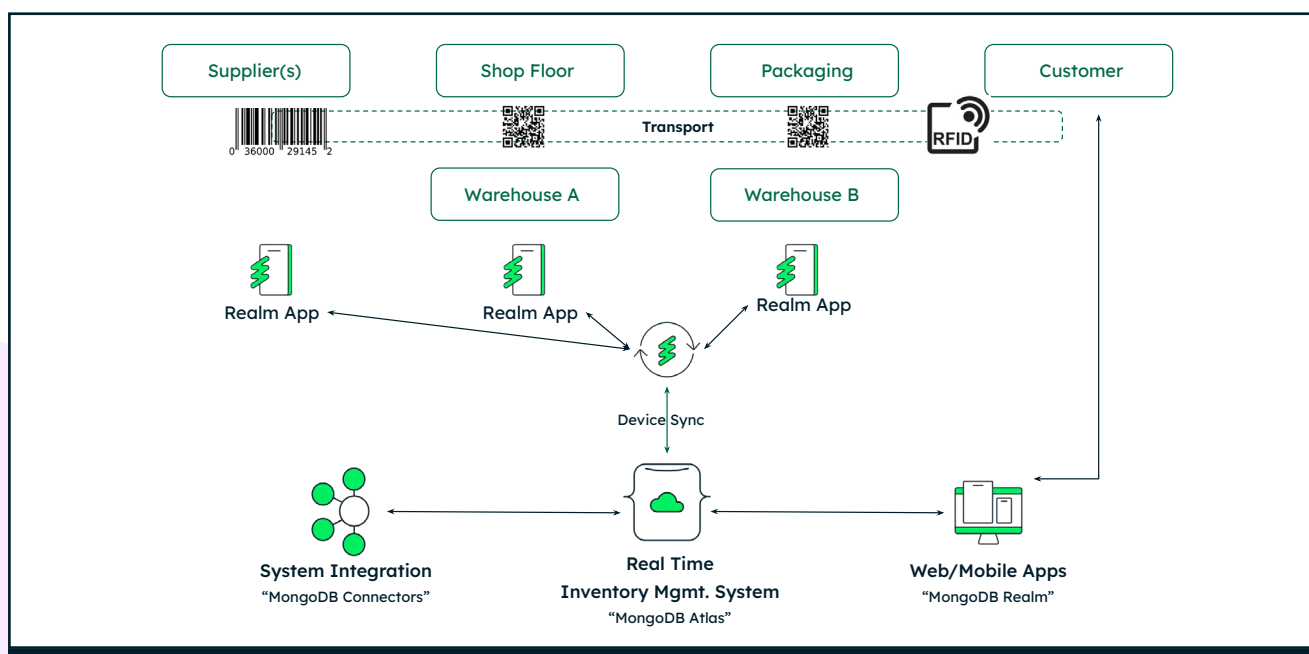 Supplier(s)
Shop Floor
Packaging
Customer
Transport
RFID
0 36000 29145 2
Warehouse A
Warehouse B
Realm App
Realm App
Realm App
Device Sync
System Integration
“MongoDB Connectors”
Real Time
Inventory Mgmt. System
“MongoDB Atlas”
Web/Mobile Apps
“MongoDB Realm”